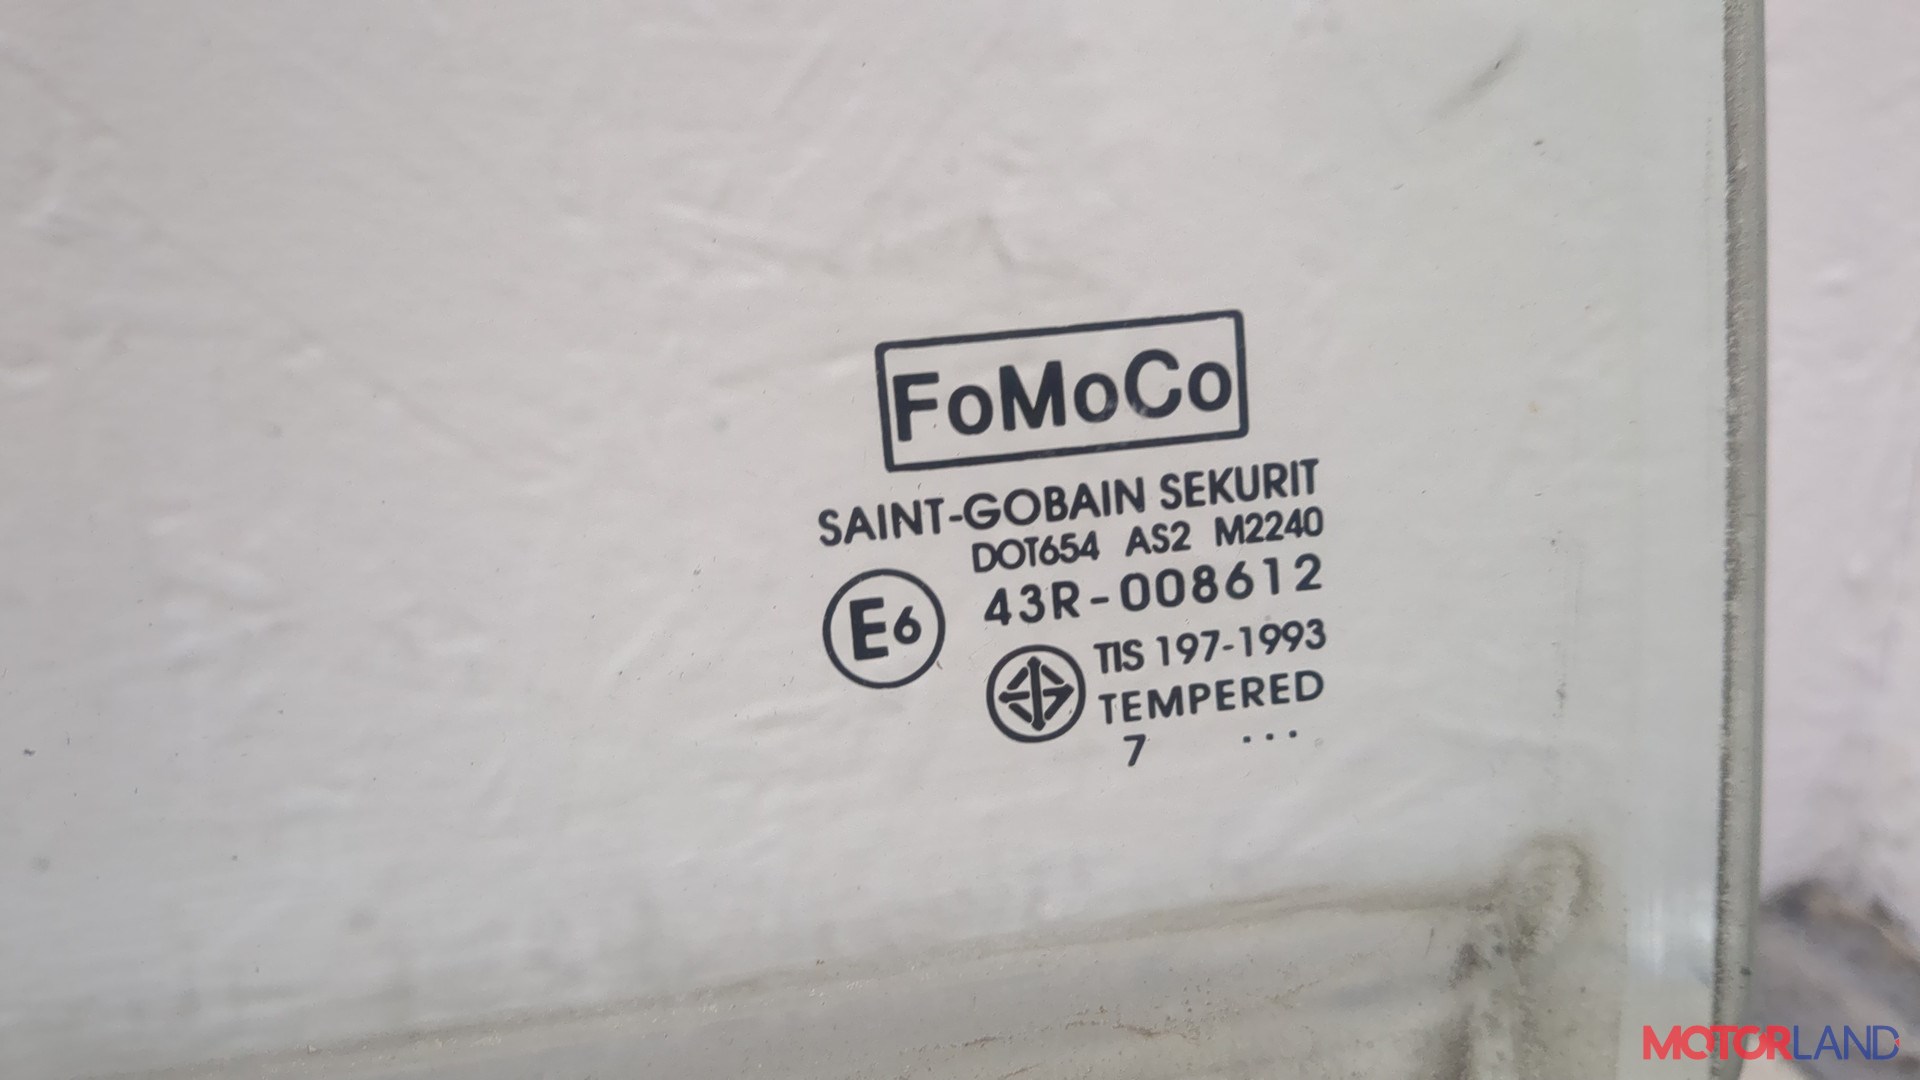 FoMoCo
SAINT-GOBAIN SEKURIT
DOT654 AS2 M2240
E6
43R-008612
TIS 197-1993
TEMPERED
7 ...
MOTORLAND